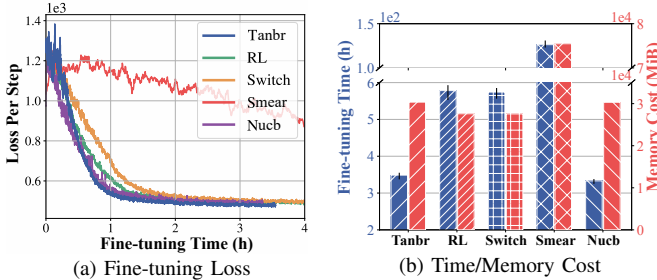 1e3
1.4
1.2
1.0
0.8
0.6
0
1
2
3
4
Loss Per Step
Fine-tuning Time (h)
Tanbr
RL
Switch
Smear
Nucb
(a) Fine-tuning Loss
1e2
1.5
1.0
6
5
4
3
2
Fine-tuning Time (h)
8
7
1e4
3
2
1
0
Memory Cost (MiB)
Tanbr
RL
Switch
Smear
Nucb
(b) Time/Memory Cost